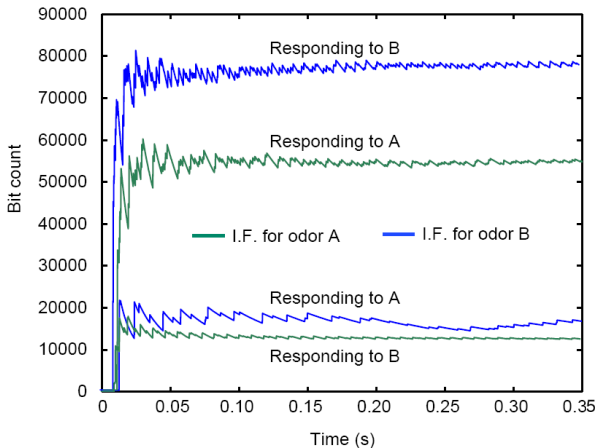 90000
80000
70000
60000
50000
40000
30000
20000
10000
0
Bit count
Responding to B
Responding to A
I.F. for odor A
I.F. for odor B
Responding to A
Responding to B
0 0.05 0.10 0.15 0.20 0.25 0.30 0.35
Time (s)